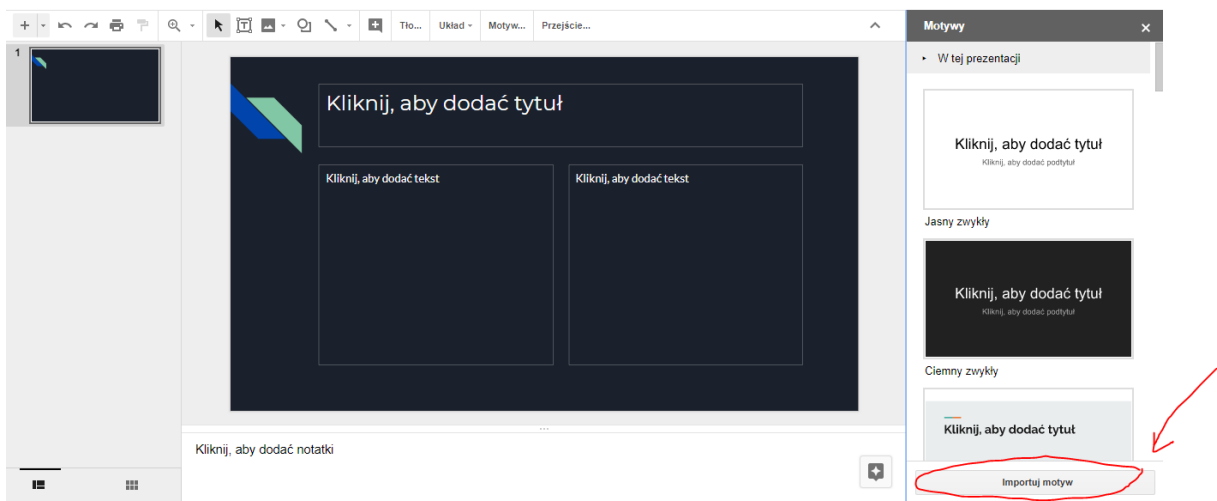 Tło...
Układ
Motyw...
Przejście...
Motywy
W tej prezentacji
1
Kliknij, aby dodać tytuł
Kliknij, aby dodać tekst
Kliknij, aby dodać tekst
Kliknij, aby dodać notatki
Kliknij, aby dodać tytuł
Kliknij, aby dodać podtytuł
Jasny zwykły
Kliknij, aby dodać tytuł
Kliknij, aby dodać podtytuł
Ciemny zwykły
Kliknij, aby dodać tytuł
Importuj motyw